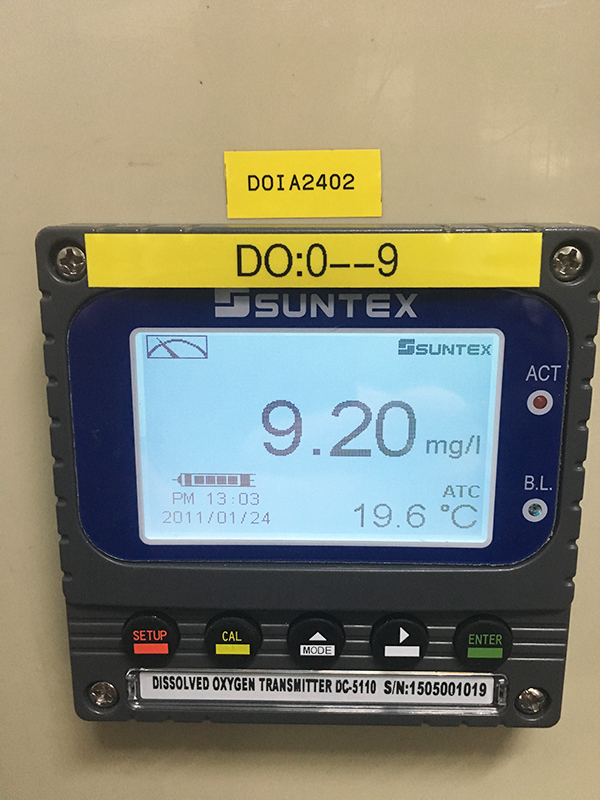 DOIA2402
DO:0--9
SUNTEX
SUNTEX
ACT
9.20 mg/l
B.L.
PM 13:03
ATC
2011/01/24
19.6 °C
SETUP
CAL
MODE
ENTER
DISSOLVED OXYGEN TRANSMITTER DC-5110 S/N:1505001019